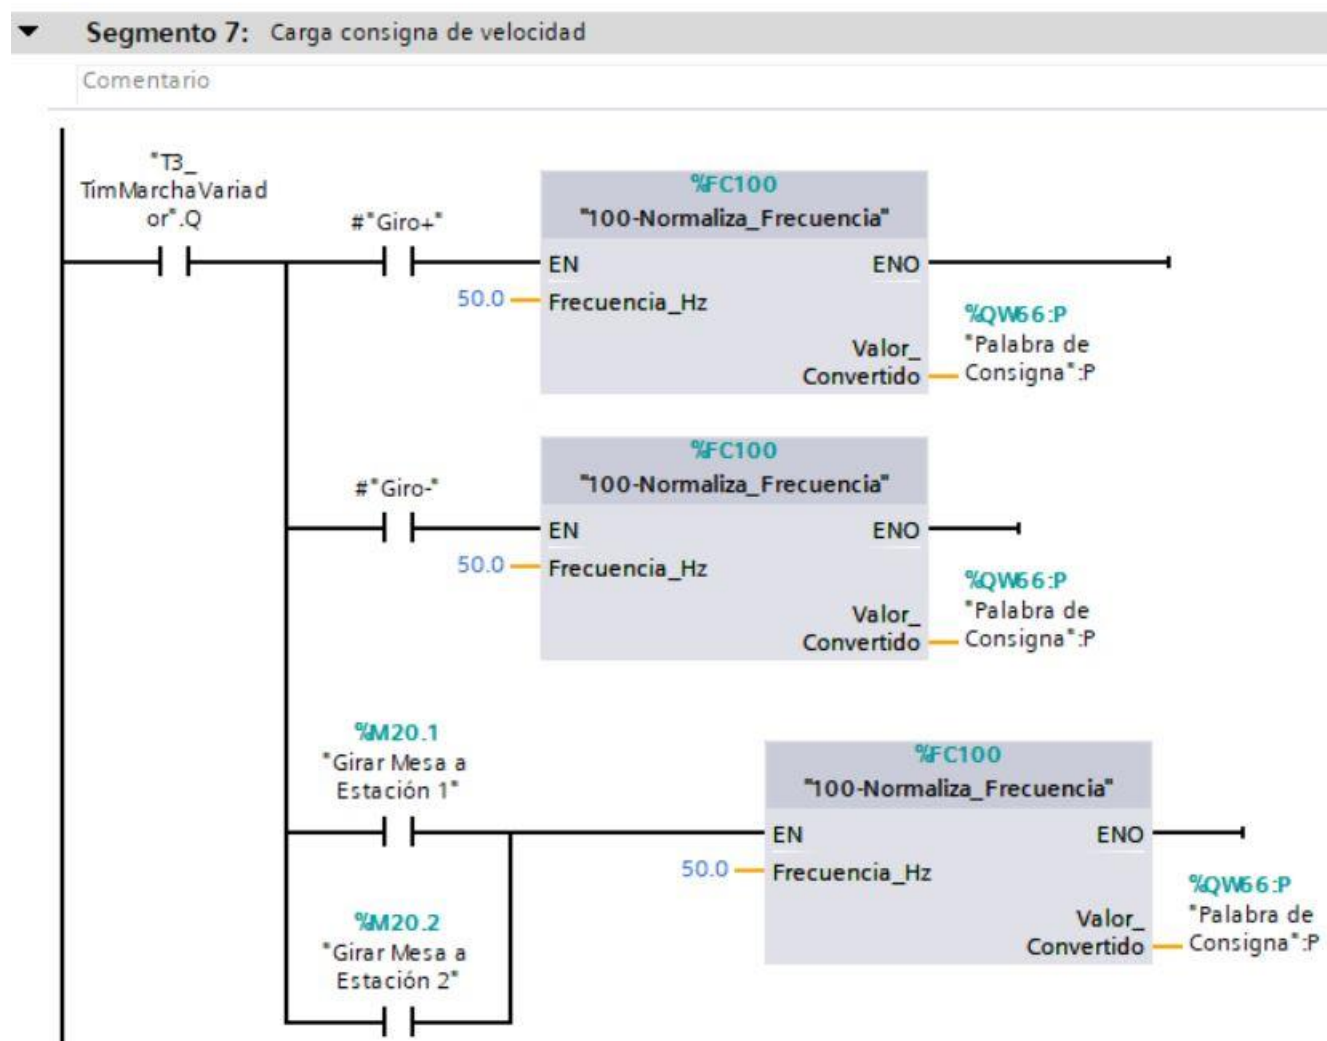 Segmento 7: Carga consigna de velocidad
Comentario
"T3_
TimMarchaVariad
or".Q
#"Giro+"
%FC100
"100-Normaliza_Frecuencia"
EN
ENO
50.0
Frecuencia_Hz
Valor_
Convertido
%QW66:P
"Palabra de
Consigna":P
#"Giro-"
%FC100
"100-Normaliza_Frecuencia"
EN
ENO
50.0
Frecuencia_Hz
Valor_
Convertido
%QW66:P
"Palabra de
Consigna":P
%M20.1
"Girar Mesa a
Estación 1"
%FC100
"100-Normaliza_Frecuencia"
EN
ENO
50.0
Frecuencia_Hz
Valor_
Convertido
%QW66:P
"Palabra de
Consigna":P
%M20.2
"Girar Mesa a
Estación 2"